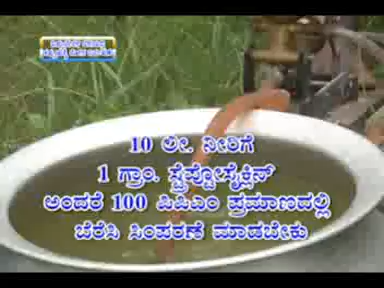 10 ಲೀ. ನೀರಿಗೆ
1 ಗ್ರಾಂ. ಸ್ಟ್ರೆಪ್ಟೋಸೈಕ್ಲಿನ್
ಅಂದರೆ 100 ಪಿಪಿಎಂ ಪ್ರಮಾಣದಲ್ಲಿ
ಬೆರೆಸಿ ಸಿಂಪರಣೆ ಮಾಡಬೇಕು